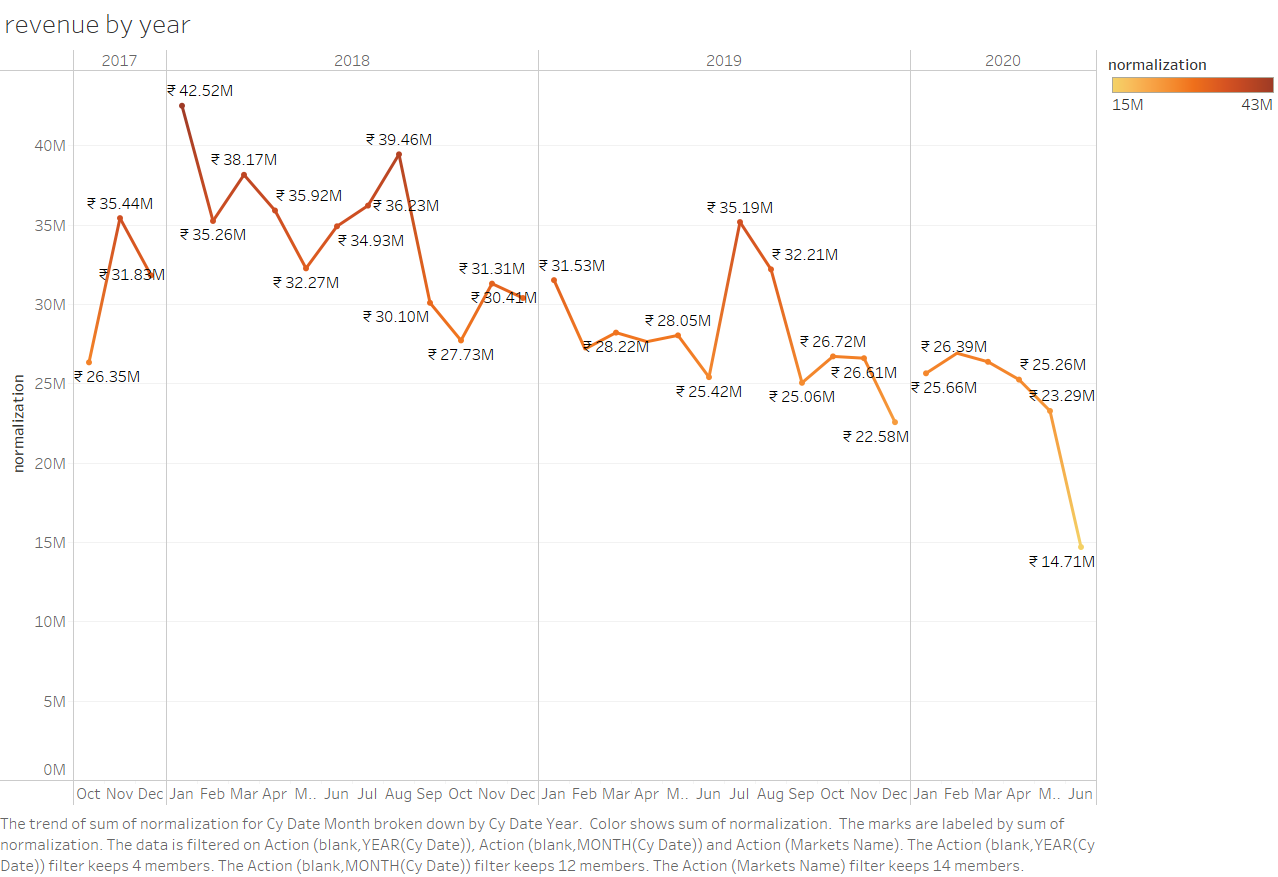 revenue by year
2017 2018 2019 2020
normalization
15M 43M
₹ 42.52M
₹ 39.46M
40M
₹ 38.17M
₹ 35.92M
₹ 35.44M ₹ 36.23M ₹ 35.19M
35M
₹ 35.26M ₹ 34.93M
₹ 32.21M
₹ 31.83M ₹ 32.27M ₹ 31.31M ₹ 31.53M
30M
₹ 30.41M
₹ 30.10M ₹ 28.05M
₹ 27.73M ₹ 28.22M ₹ 26.72M ₹ 26.39M
₹ 26.35M ₹ 26.61M ₹ 25.26M
25M
₹ 25.42M ₹ 25.06M ₹ 25.66M ₹ 23.29M
₹ 22.58M
normalization
20M
15M
₹ 14.71M
10M
5M
0M
Oct Nov Dec Jan Feb Mar Apr M.. Jun Jul Aug Sep Oct Nov Dec Jan Feb Mar Apr M.. Jun Jul Aug Sep Oct Nov Dec Jan Feb Mar Apr M.. Jun
The trend of sum of normalization for Cy Date Month broken down by Cy Date Year.  Color shows sum of normalization.  The marks are labeled by sum of
normalization. The data is filtered on Action (blank,YEAR(Cy Date)), Action (blank,MONTH(Cy Date)) and Action (Markets Name). The Action (blank,YEAR(Cy
Date)) filter keeps 4 members. The Action (blank,MONTH(Cy Date)) filter keeps 12 members. The Action (Markets Name) filter keeps 14 members.